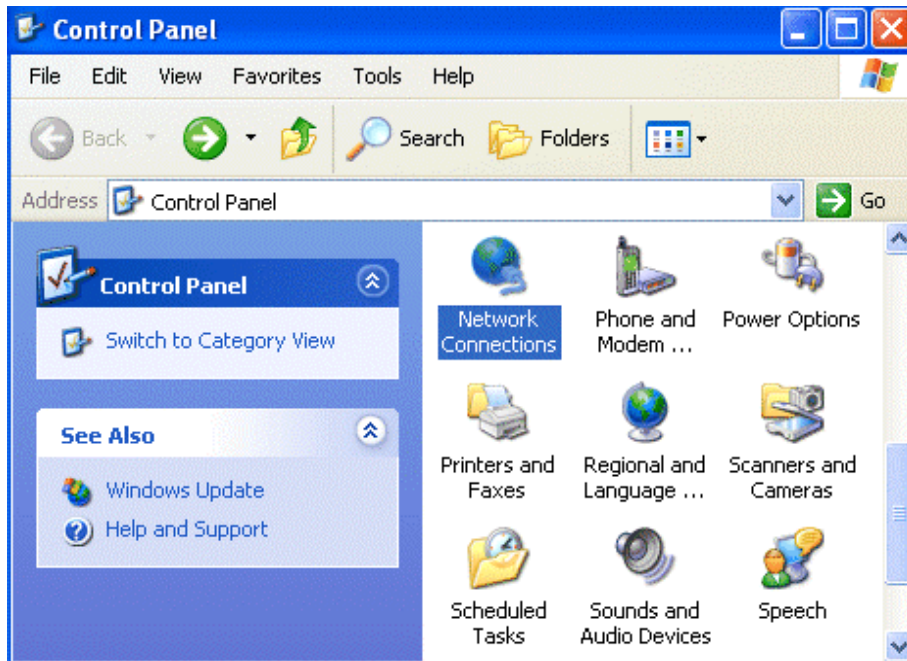 Control Panel
File Edit View Favorites Tools Help
Back Search Folders
Address Control Panel Go
Control Panel
Switch to Category View
See Also
Windows Update
Help and Support
Network
Connections
Phone and
Modem ...
Power Options
Printers and
Faxes
Regional and
Language ...
Scanners and
Cameras
Scheduled
Tasks
Sounds and
Audio Devices
Speech